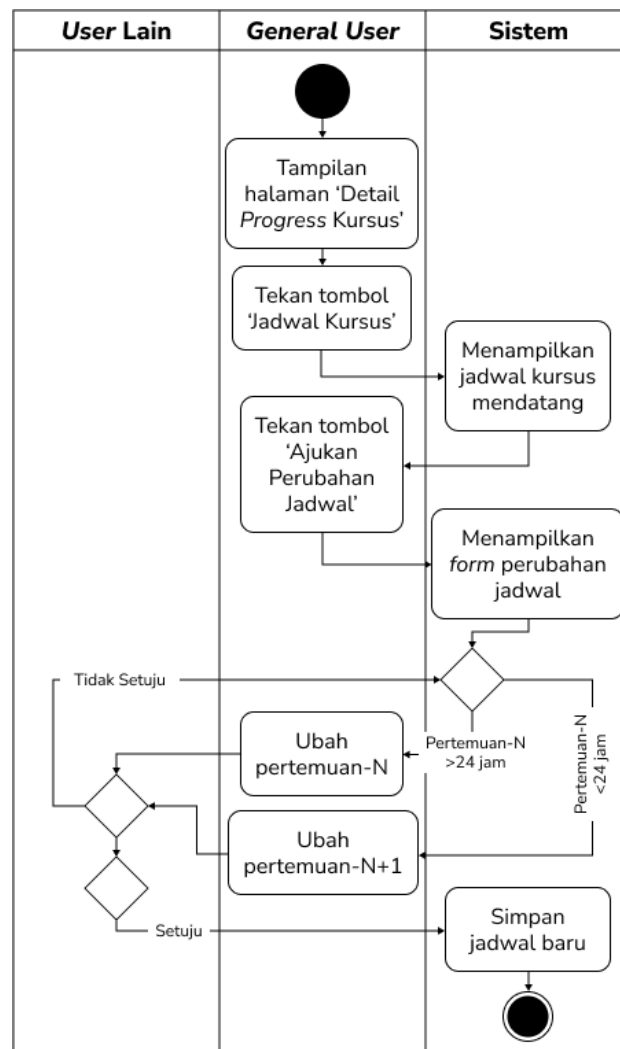 User Lain
General User
Sistem
Tampilan
halaman ‘Detail
Progress Kursus’
Tekan tombol
‘Jadwal Kursus’
Menampilkan
jadwal kursus
mendatang
Tekan tombol
‘Ajukan
Perubahan
Jadwal’
Menampilkan
form perubahan
jadwal
Tidak Setuju
Ubah
pertemuan-N
Pertemuan-N
>24 jam
Pertemuan-N
<24 jam
Ubah
pertemuan-N+1
Setuju
Simpan
jadwal baru